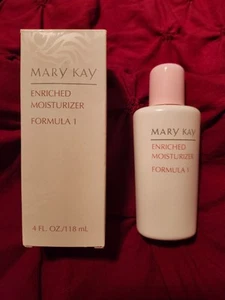 MARY KAY
ENRICHED
MOISTURIZER
FORMULA 1
4 FL. OZ./118 mL
MARY KAY
ENRICHED
MOISTURIZER
FORMULA 1